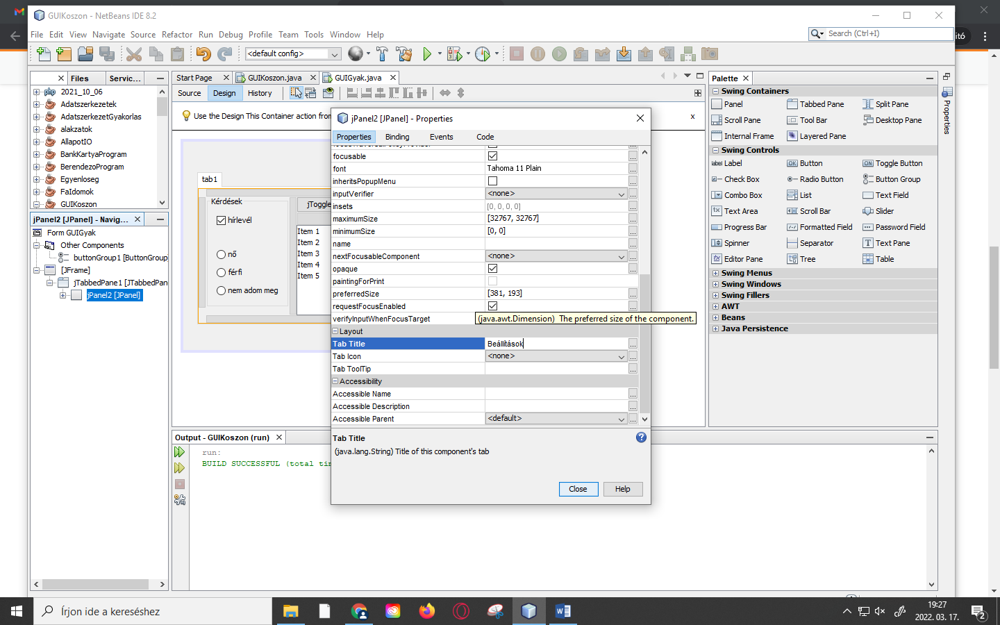 GUIKoszon - NetBeans IDE 8.2
File Edit View Navigate Source Refactor Run Debug Profile Team Tools Window Help
Search (Ctrl+I)
<default config>
Files Servic...
2021_10_06
Adatszerkezetek
AdatszerkezetGyakorlas
alakzatok
AllapotIO
BankKartyaProgram
BerendezoProgram
Egyenloseg
FaIdomok
GUIKoszon
jPanel2 [JPanel] - Navig...
Form GUIGyak
Other Components
buttonGroup1 [ButtonGroup
[JFrame]
jTabbedPane1 [JTabbedPan
jPanel2 [JPanel]
Start Page GUIKoszon.java GUIGyak.java
Source Design History
Use the Design This Container action from
tab1
Kérdések
hírlevél
nő
férfi
nem adom meg
jToggle
Item 1
Item 2
Item 3
Item 4
Item 5
jPanel2 [JPanel] - Properties
Properties Binding Events Code
focusable
font Tahoma 11 Plain
inheritsPopupMenu
inputVerifier <none>
insets [0, 0, 0, 0]
maximumSize [32767, 32767]
minimumSize [0, 0]
name
nextFocusableComponent <none>
opaque
paintingForPrint
preferredSize [381, 193]
requestFocusEnabled
verifyInputWhenFocusTarget
(java.awt.Dimension) The preferred size of the component.
Layout
Tab Title Beállítások
Tab Icon <none>
Tab ToolTip
Accessibility
Accessible Name
Accessible Description
Accessible Parent <default>
Tab Title
(java.lang.String) Title of this component's tab
Close Help
Palette
Swing Containers
Panel Tabbed Pane Split Pane
Scroll Pane Tool Bar Desktop Pane
Internal Frame Layered Pane
Swing Controls
label Label OK Button ON Toggle Button
Check Box Radio Button Button Group
Combo Box List Text Field
Text Area Scroll Bar Slider
Progress Bar Formatted Field Password Field
Spinner Separator Text Pane
Editor Pane Tree Table
Swing Menus
Swing Windows
Swing Fillers
AWT
Beans
Java Persistence
Properties
Output - GUIKoszon (run)
run:
BUILD SUCCESSFUL (total tim
Írjon ide a kereséshez
19:27
2022. 03. 17.
2